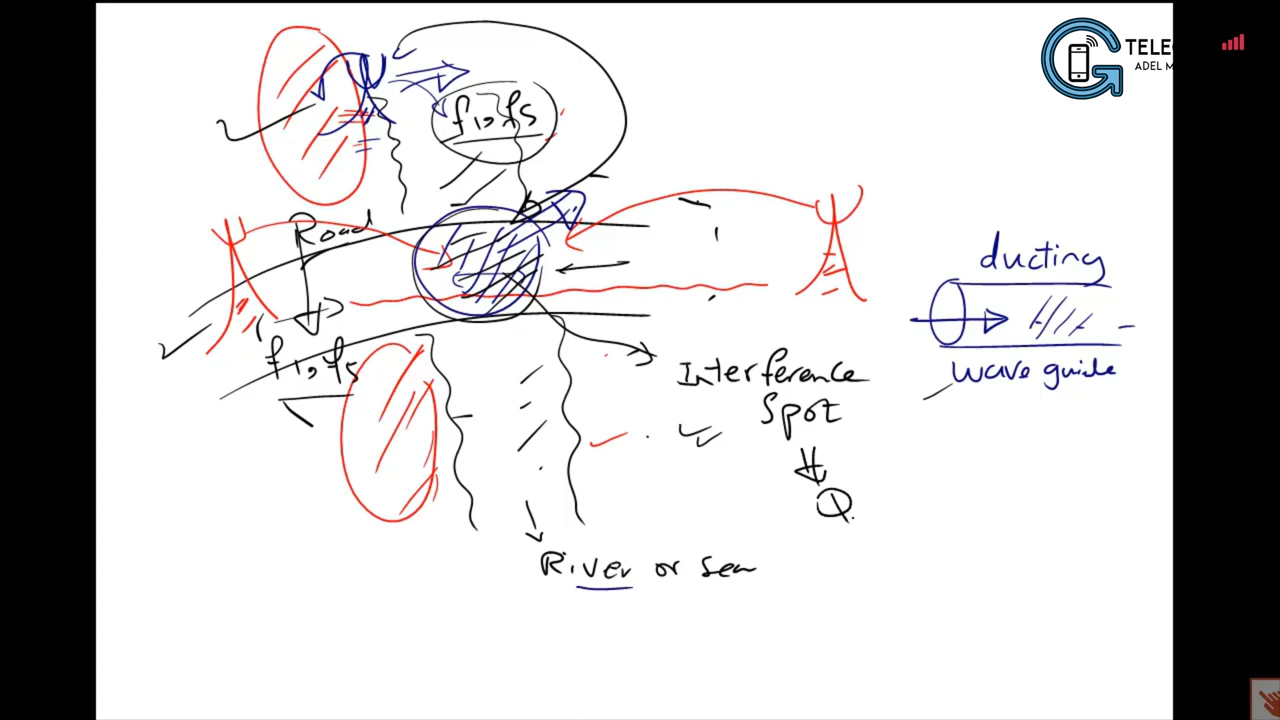 TELE
ADEL M
f1, f5
Road
ducting
f1, f5
Interference
Spot
wave guide
Q
River or sea